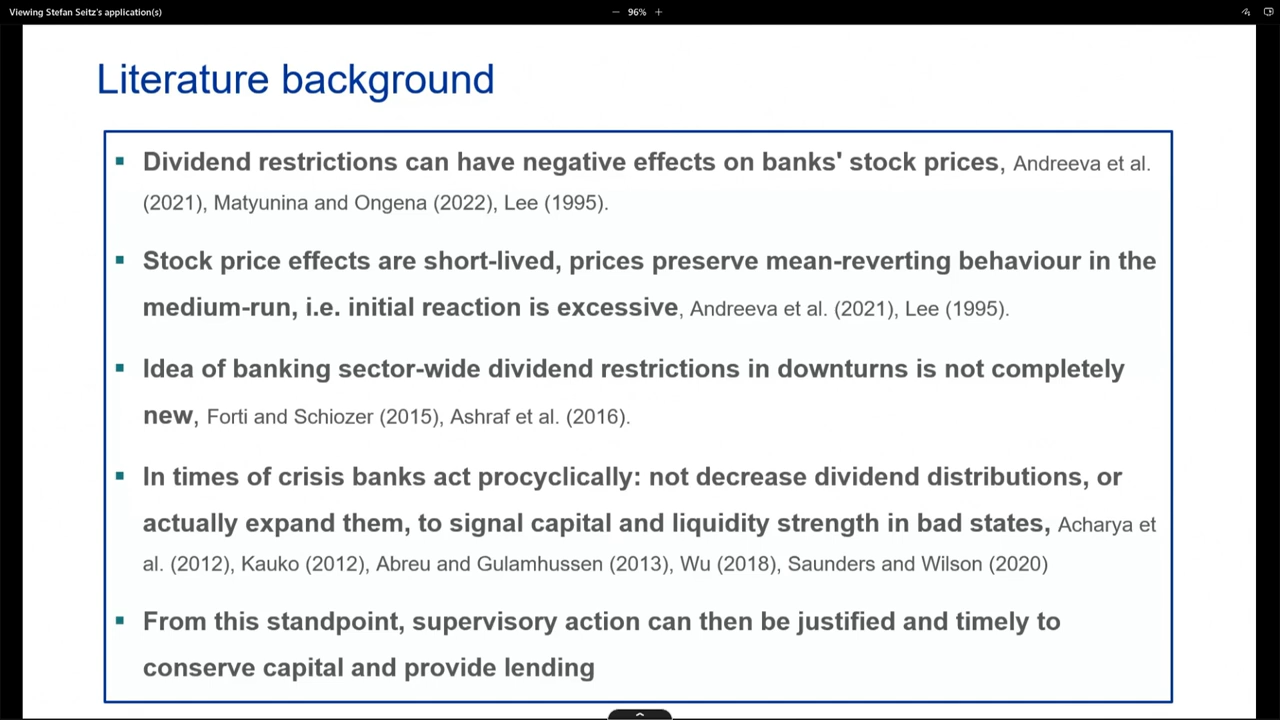 Viewing Stefan Seitz's application(s)
− 96% +
Literature background
▪ Dividend restrictions can have negative effects on banks' stock prices, Andreeva et al.
(2021), Matyunina and Ongena (2022), Lee (1995).
▪ Stock price effects are short-lived, prices preserve mean-reverting behaviour in the
medium-run, i.e. initial reaction is excessive, Andreeva et al. (2021), Lee (1995).
▪ Idea of banking sector-wide dividend restrictions in downturns is not completely
new, Forti and Schiozer (2015), Ashraf et al. (2016).
▪ In times of crisis banks act procyclically: not decrease dividend distributions, or
actually expand them, to signal capital and liquidity strength in bad states, Acharya et
al. (2012), Kauko (2012), Abreu and Gulamhussen (2013), Wu (2018), Saunders and Wilson (2020)
▪ From this standpoint, supervisory action can then be justified and timely to
conserve capital and provide lending